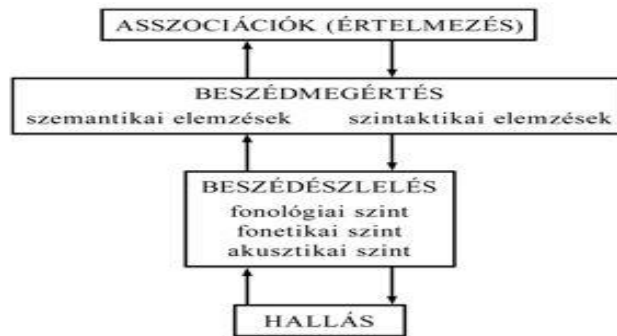 ASSZOCIÁCIÓK (ÉRTELMEZÉS)
BESZÉDMEGÉRTÉS
szemantikai elemzések szintaktikai elemzések
BESZÉDÉSZLELÉS
fonológiai szint
fonetikai szint
akusztikai szint
HALLÁS